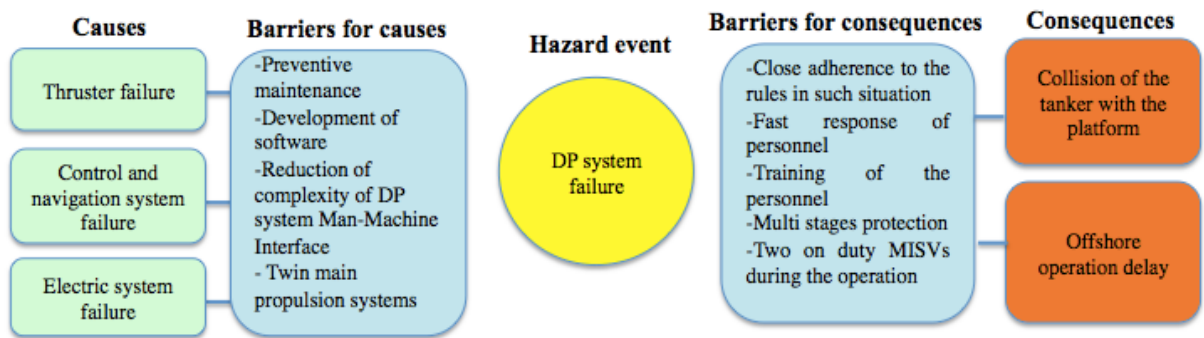 Causes
Thruster failure
Control and
navigation system
failure
Electric system
failure
Barriers for causes
-Preventive
maintenance
-Development of
software
-Reduction of
complexity of DP
system Man-Machine
Interface
- Twin main
propulsion systems
Hazard event
DP system
failure
Barriers for consequences
-Close adherence to the
rules in such situation
-Fast response of
personnel
-Training of the
personnel
-Multi stages protection
-Two on duty MISVs
during the operation
Consequences
Collision of the
tanker with the
platform
Offshore
operation delay